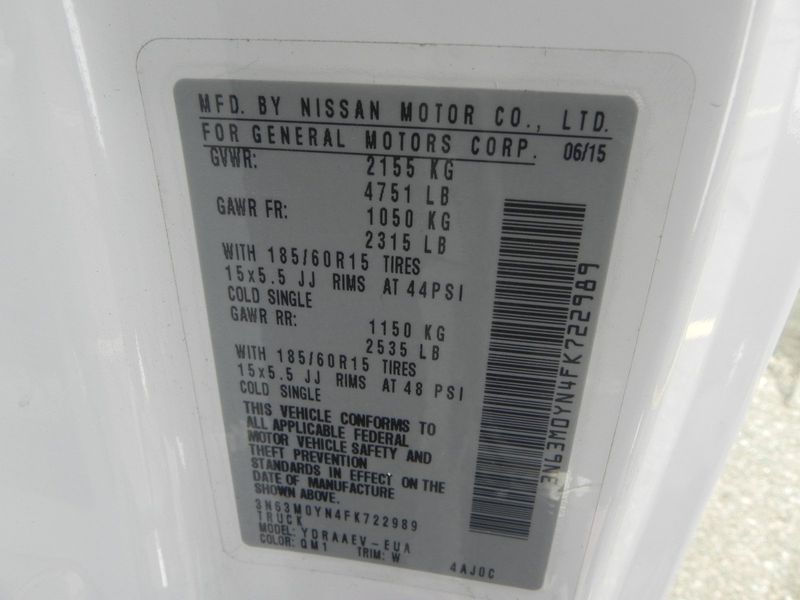 MFD. BY NISSAN MOTOR CO., LTD.
FOR GENERAL MOTORS CORP. 06/15
GVWR: 2155 KG
4751 LB
GAWR FR: 1050 KG
2315 LB
WITH 185/60R15 TIRES
15x5.5 JJ RIMS AT 44PSI
COLD SINGLE
GAWR RR: 1150 KG
2535 LB
WITH 185/60R15 TIRES
15x5.5 JJ RIMS AT 48 PSI
COLD SINGLE
THIS VEHICLE CONFORMS TO
ALL APPLICABLE FEDERAL
MOTOR VEHICLE SAFETY AND
THEFT PREVENTION
STANDARDS IN EFFECT ON THE
DATE OF MANUFACTURE
SHOWN ABOVE.
3N63M0YN4FK722989
TRUCK
MODEL: YDRAAEV-EUA
COLOR: QM1 TRIM: W
4AJ0C
3N63M0YN4FK722989